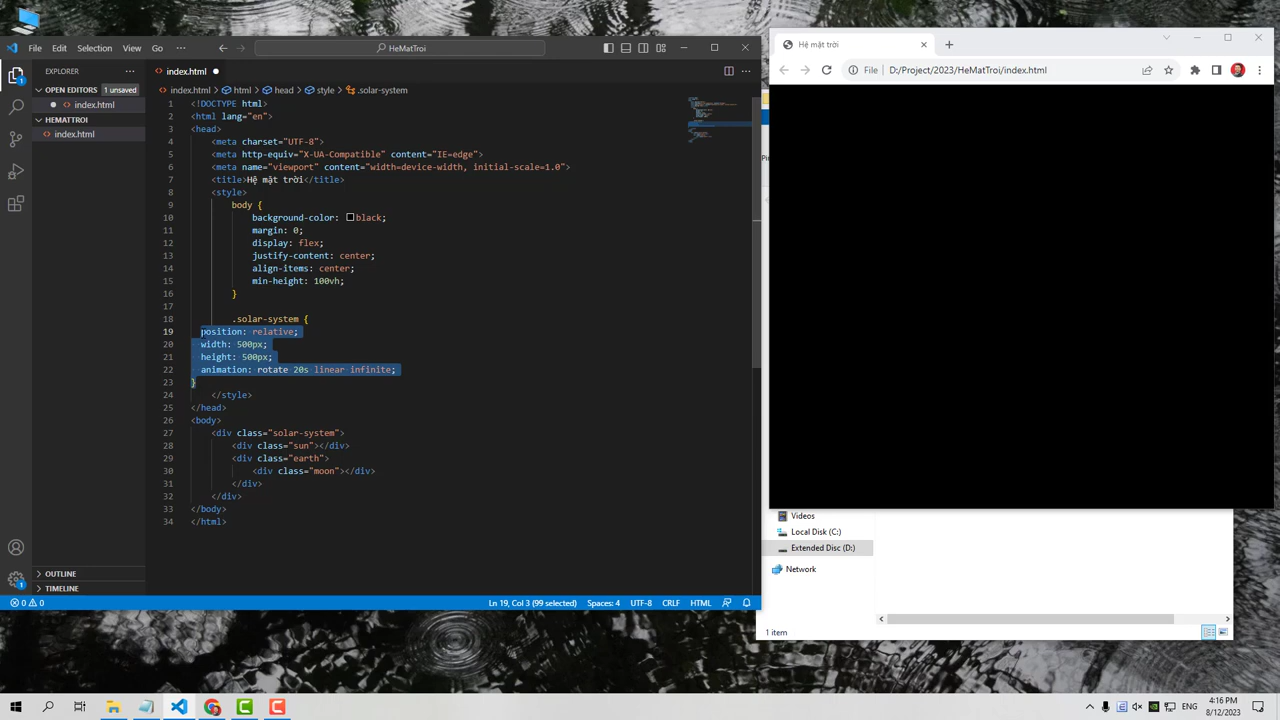 File Edit Selection View Go ··· HeMatTroi
EXPLORER
index.html
OPEN EDITORS 1 unsaved
index.html
HEMATTROI
index.html
index.html > html > head > style > .solar-system
1 <!DOCTYPE html>
2 <html lang="en">
3 <head>
4 <meta charset="UTF-8">
5 <meta http-equiv="X-UA-Compatible" content="IE=edge">
6 <meta name="viewport" content="width=device-width, initial-scale=1.0">
7 <title>Hệ mặt trời</title>
8 <style>
9 body {
10 background-color: black;
11 margin: 0;
12 display: flex;
13 justify-content: center;
14 align-items: center;
15 min-height: 100vh;
16 }
17
18 .solar-system {
19 position: relative;
20 width: 500px;
21 height: 500px;
22 animation: rotate 20s linear infinite;
23 }
24 </style>
25 </head>
26 <body>
27 <div class="solar-system">
28 <div class="sun"></div>
29 <div class="earth">
30 <div class="moon"></div>
31 </div>
32 </div>
33 </body>
34 </html>
OUTLINE
TIMELINE
0 0 Ln 19, Col 3 (99 selected) Spaces: 4 UTF-8 CRLF HTML
Hệ mặt trời
File D:/Project/2023/HeMatTroi/index.html
Videos
Local Disk (C:)
Extended Disc (D:)
Network
1 item
ENG
4:16 PM
8/12/2023